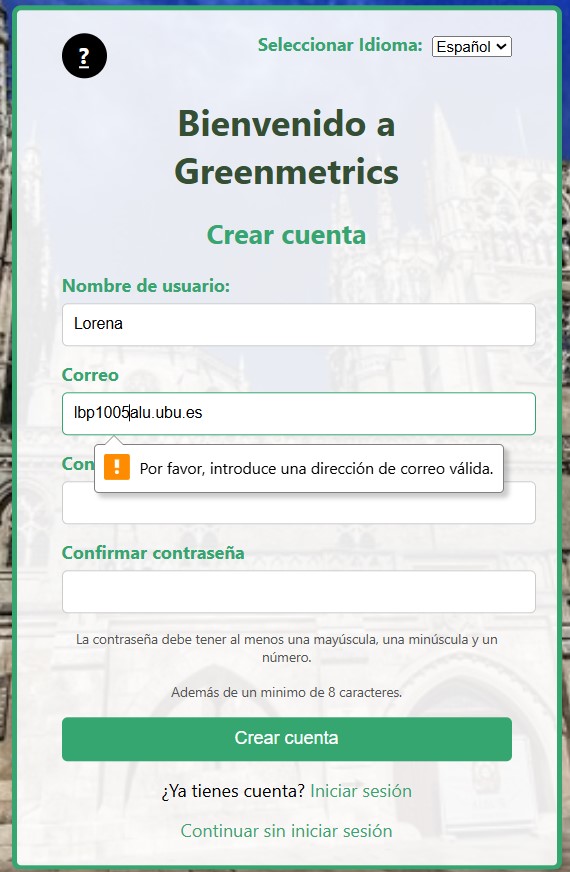 ?
Seleccionar Idioma: Español
Bienvenido a
Greenmetrics
Crear cuenta
Nombre de usuario:
Lorena
Correo
lbp1005alu.ubu.es
Con
Por favor, introduce una dirección de correo válida.
Confirmar contraseña
La contraseña debe tener al menos una mayúscula, una minúscula y un
número.
Además de un minimo de 8 caracteres.
Crear cuenta
¿Ya tienes cuenta? Iniciar sesión
Continuar sin iniciar sesión